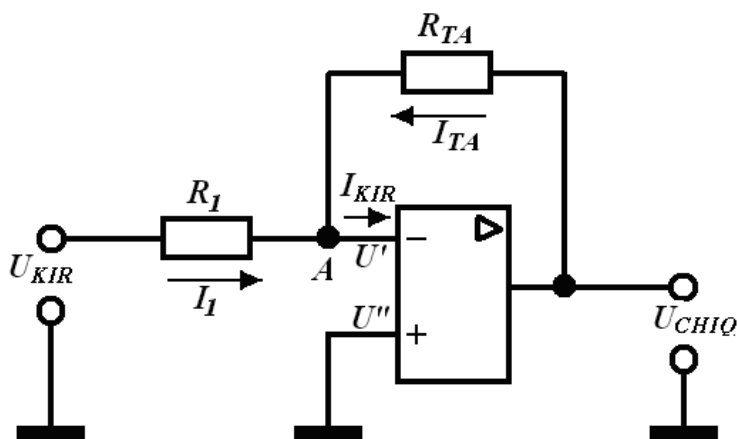 R_TA
I_TA
R_1
I_KIR
U_KIR
I_1
A
U'
−
U"
+
U_CHIQ